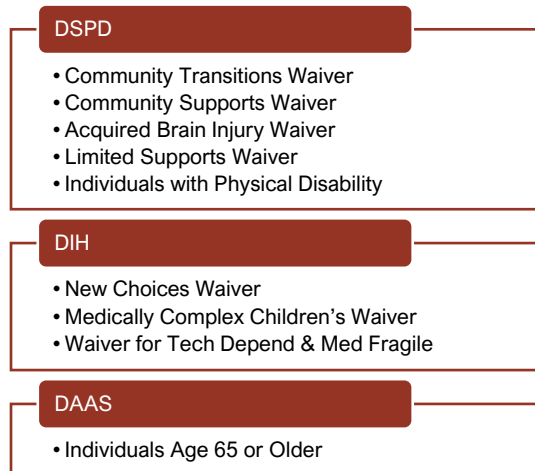 DSPD
• Community Transitions Waiver
• Community Supports Waiver
• Acquired Brain Injury Waiver
• Limited Supports Waiver
• Individuals with Physical Disability
DIH
• New Choices Waiver
• Medically Complex Children’s Waiver
• Waiver for Tech Depend & Med Fragile
DAAS
• Individuals Age 65 or Older